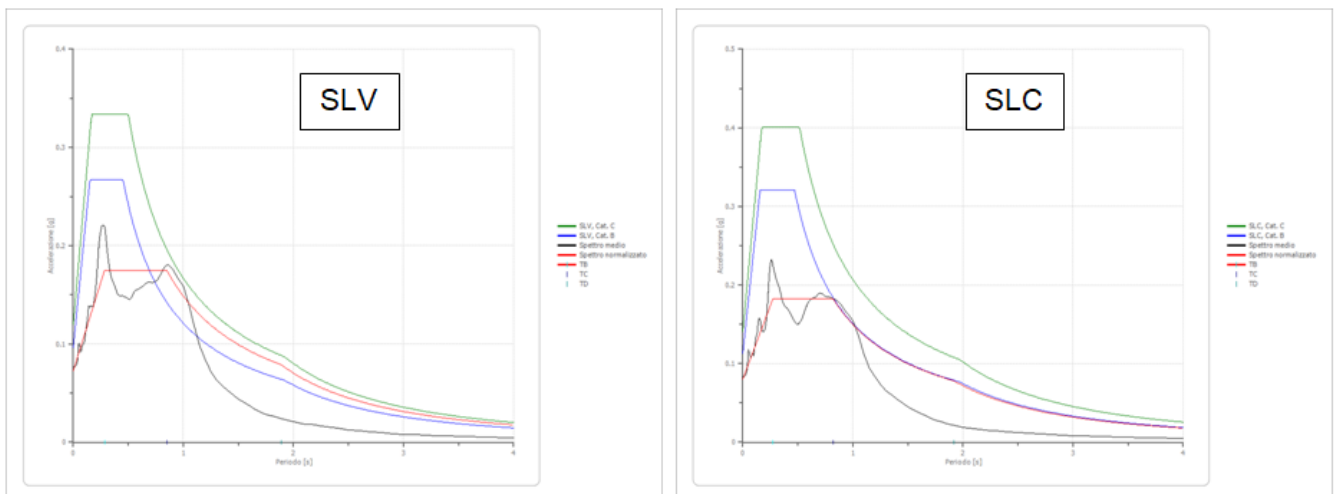 SLV
0.4
0.3
0.2
0.1
0
Accelerazione [g]
0
1
2
3
4
Periodo [s]
SLV, Cat. C
SLV, Cat. B
Spettro medio
Spettro normalizzato
TB
TC
TD
SLC
0.5
0.4
0.3
0.2
0.1
0
Accelerazione [g]
0
1
2
3
4
Periodo [s]
SLC, Cat. C
SLC, Cat. B
Spettro medio
Spettro normalizzato
TB
TC
TD